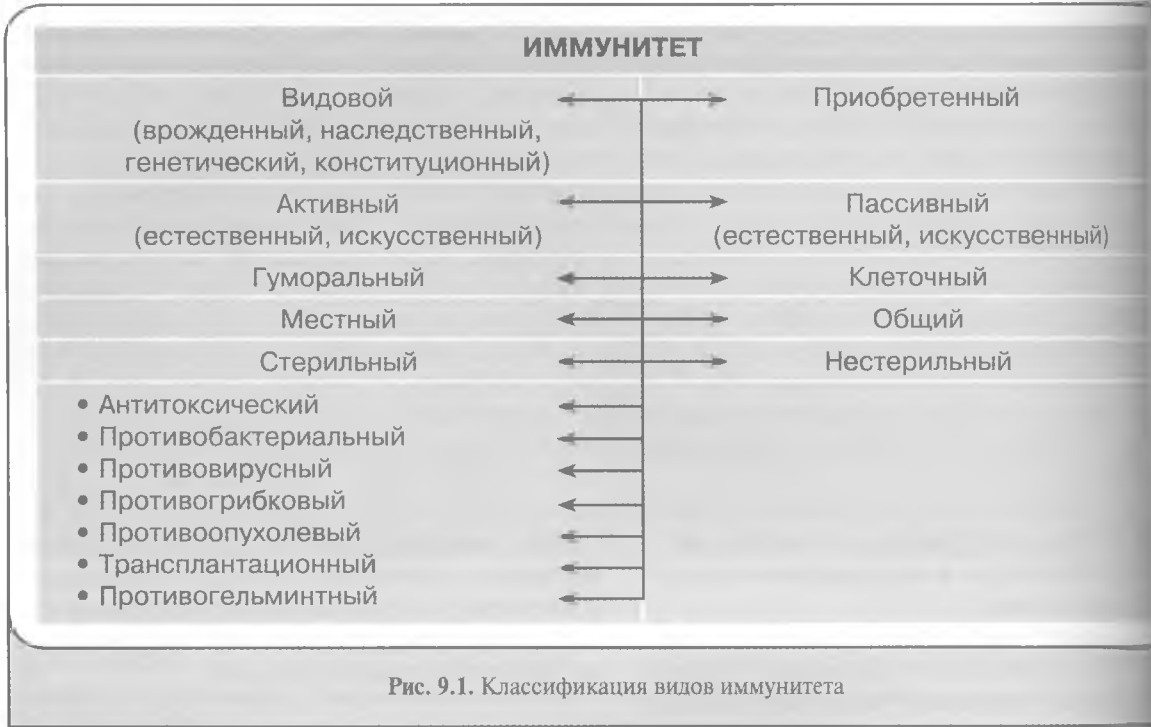 ИММУНИТЕТ
Видовой
(врожденный, наследственный,
генетический, конституционный)
Приобретенный
Активный
(естественный, искусственный)
Пассивный
(естественный, искусственный)
Гуморальный
Клеточный
Местный
Общий
Стерильный
Нестерильный
• Антитоксический
• Противобактериальный
• Противовирусный
• Противогрибковый
• Противоопухолевый
• Трансплантационный
• Противогельминтный
Рис. 9.1. Классификация видов иммунитета